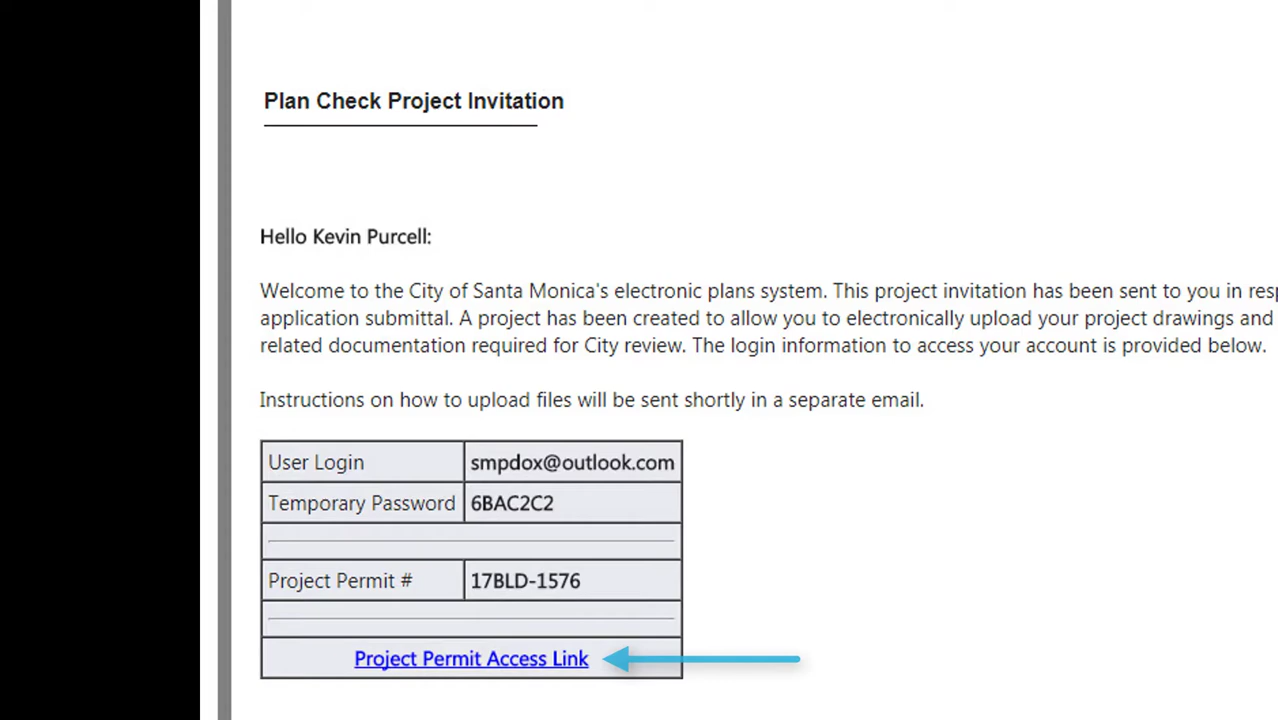 Plan Check Project Invitation
Hello Kevin Purcell:
Welcome to the City of Santa Monica's electronic plans system. This project invitation has been sent to you in
application submittal. A project has been created to allow you to electronically upload your project drawings and
related documentation required for City review. The login information to access your account is provided below.
Instructions on how to upload files will be sent shortly in a separate email.
User Login smpdox@outlook.com
Temporary Password 6BAC2C2
Project Permit # 17BLD-1576
Project Permit Access Link